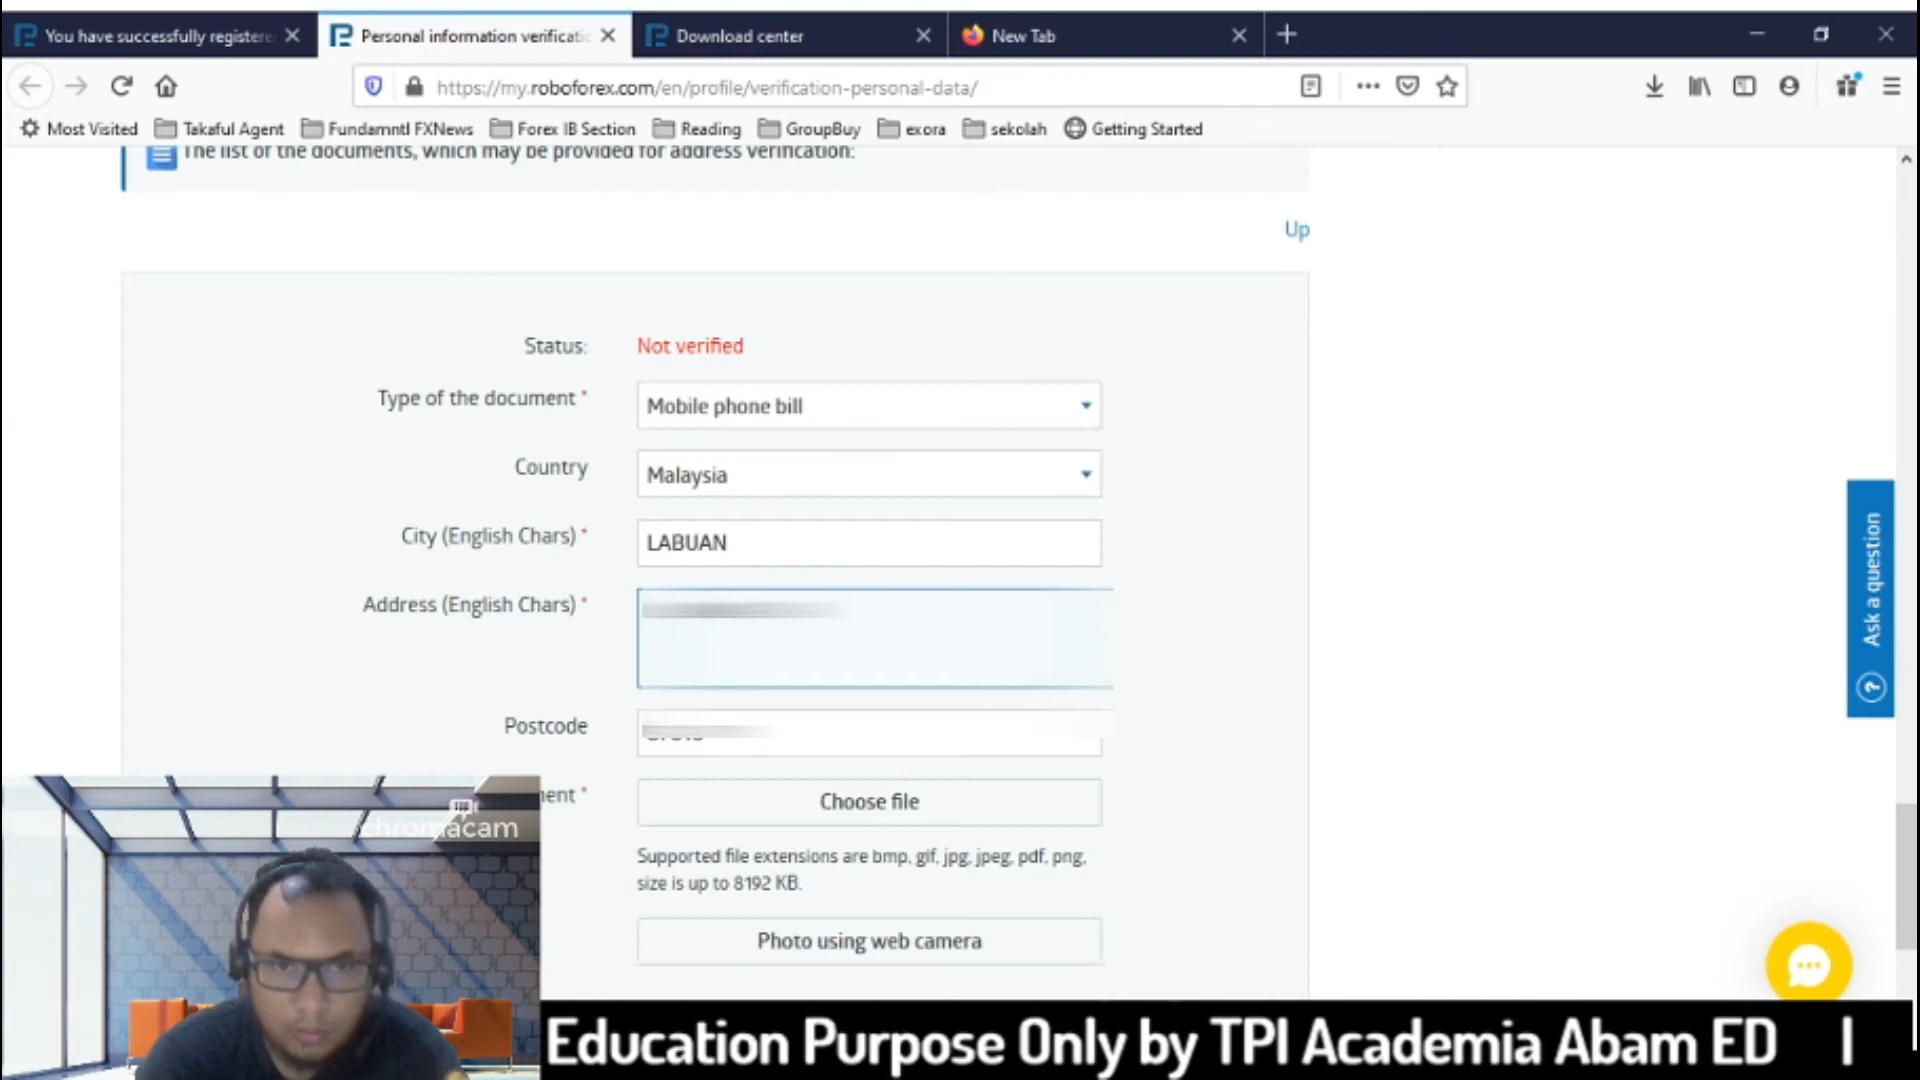 You have successfully registere
Personal information verificati
Download center
New Tab
https://my.roboforex.com/en/profile/verification-personal-data/
Most Visited
Takaful Agent
Fundamntl FXNews
Forex IB Section
Reading
GroupBuy
exora
sekolah
Getting Started
The list of the documents, which may be provided for address verification:
Up
Status:
Not verified
Type of the document *
Mobile phone bill
Country
Malaysia
City (English Chars) *
LABUAN
Address (English Chars) *
Postcode
ment *
Choose file
Supported file extensions are bmp, gif, jpg, jpeg, pdf, png,
size is up to 8192 KB.
Photo using web camera
Ask a question
chromacam
Education Purpose Only by TPI Academia Abam ED |